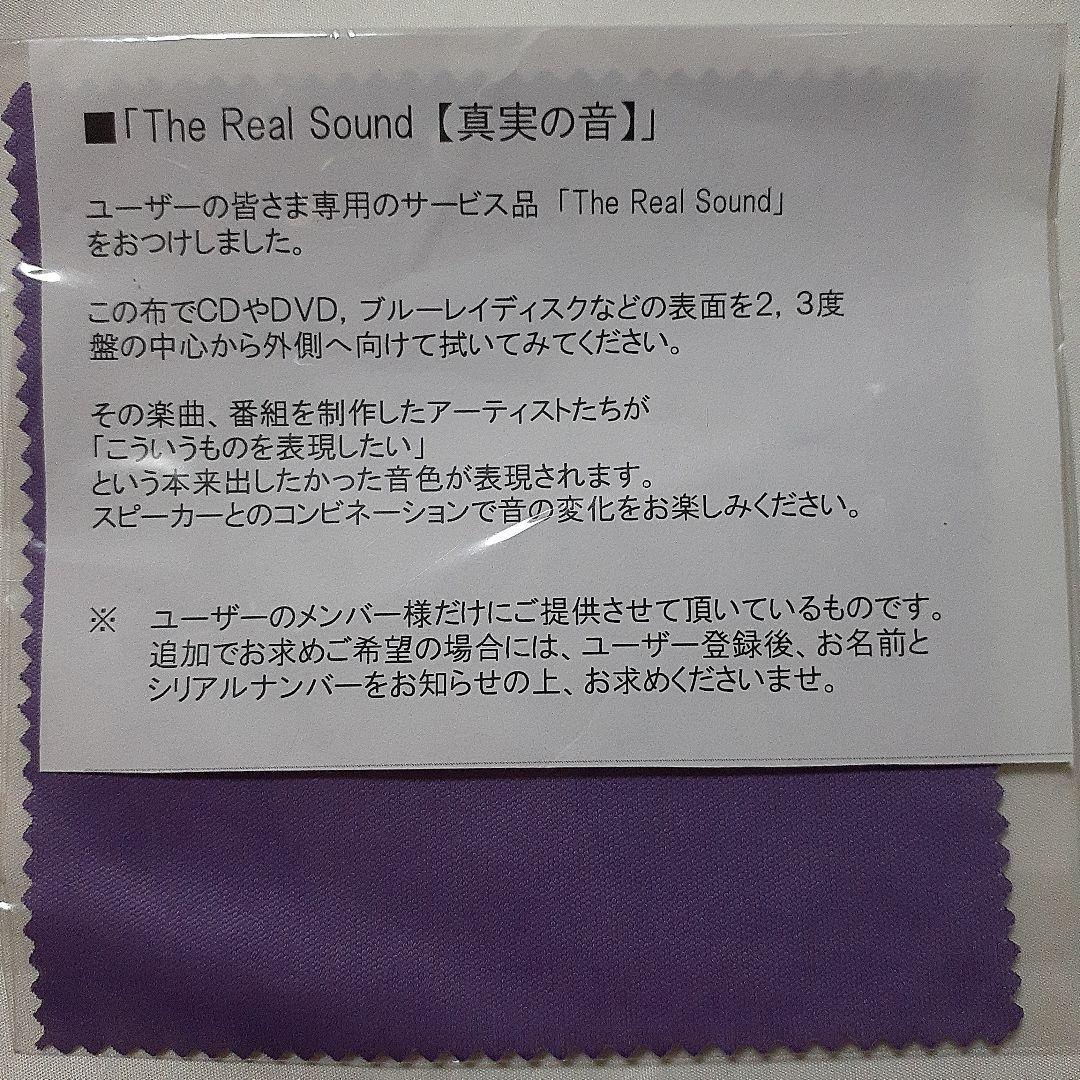 ■「The Real Sound【真実の音】」
ユーザーの皆さま専用のサービス品「The Real Sound」
をおつけしました。
この布でCDやDVD，ブルーレイディスクなどの表面を2，3度
盤の中心から外側へ向けて拭いてみてください。
その楽曲、番組を制作したアーティストたちが
「こういうものを表現したい」
という本来出したかった音色が表現されます。
スピーカーとのコンビネーションで音の変化をお楽しみください。
※　ユーザーのメンバー様だけにご提供させて頂いているものです。
追加でお求めご希望の場合には、ユーザー登録後、お名前と
シリアルナンバーをお知らせの上、お求めくださいませ。